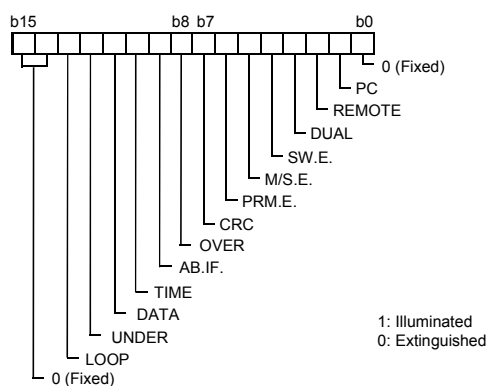 b15 b8 b7 b0
0 (Fixed)
PC
REMOTE
DUAL
SW.E.
M/S.E.
PRM.E.
CRC
OVER
AB.IF.
TIME
DATA
UNDER
LOOP
0 (Fixed)
1: Illuminated
0: Extinguished